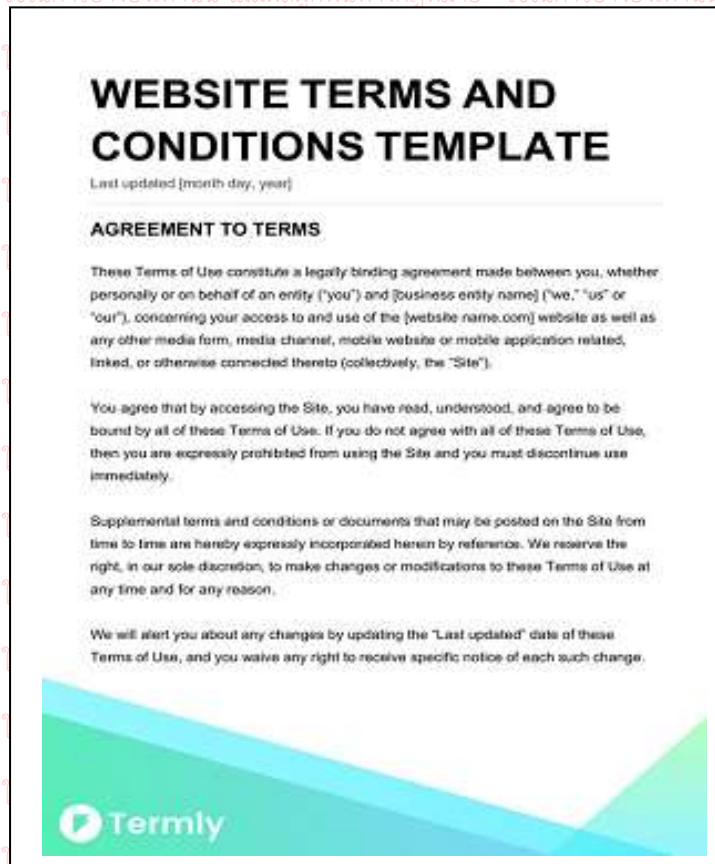 WEBSITE TERMS AND
CONDITIONS TEMPLATE
Last updated [month day, year]
AGREEMENT TO TERMS
These Terms of Use constitute a legally binding agreement made between you, whether
personally or on behalf of an entity (“you”) and [business entity name] (“we,” “us” or
“our”), concerning your access to and use of the [website name.com] website as well as
any other media form, media channel, mobile website or mobile application related,
linked, or otherwise connected thereto (collectively, the “Site”).
You agree that by accessing the Site, you have read, understood, and agree to be
bound by all of these Terms of Use. If you do not agree with all of these Terms of Use,
then you are expressly prohibited from using the Site and you must discontinue use
immediately.
Supplemental terms and conditions or documents that may be posted on the Site from
time to time are hereby expressly incorporated herein by reference. We reserve the
right, in our sole discretion, to make changes or modifications to these Terms of Use at
any time and for any reason.
We will alert you about any changes by updating the “Last updated” date of these
Terms of Use, and you waive any right to receive specific notice of each such change.
Termly